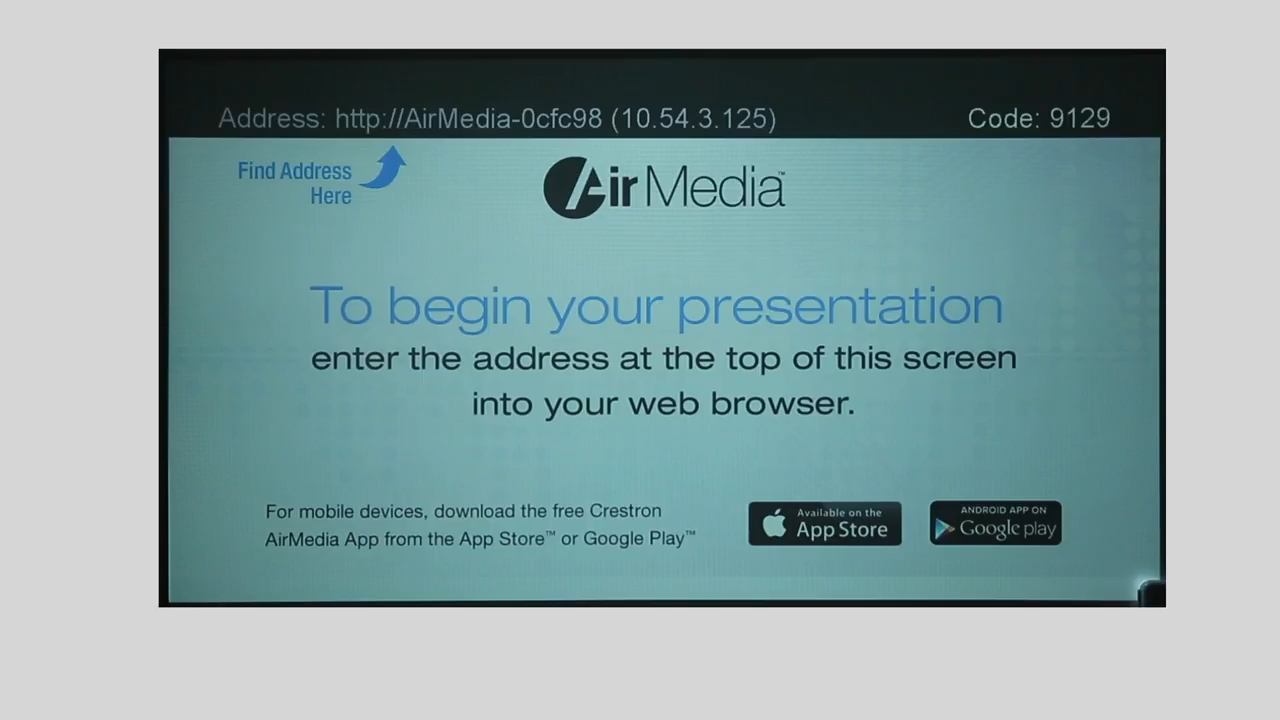 Address: http://AirMedia-0cfc98 (10.54.3.125) Code: 9129
Find Address
Here
AirMedia™
To begin your presentation
enter the address at the top of this screen
into your web browser.
For mobile devices, download the free Crestron
AirMedia App from the App Store™ or Google Play™
Available on the
App Store
ANDROID APP ON
Google play